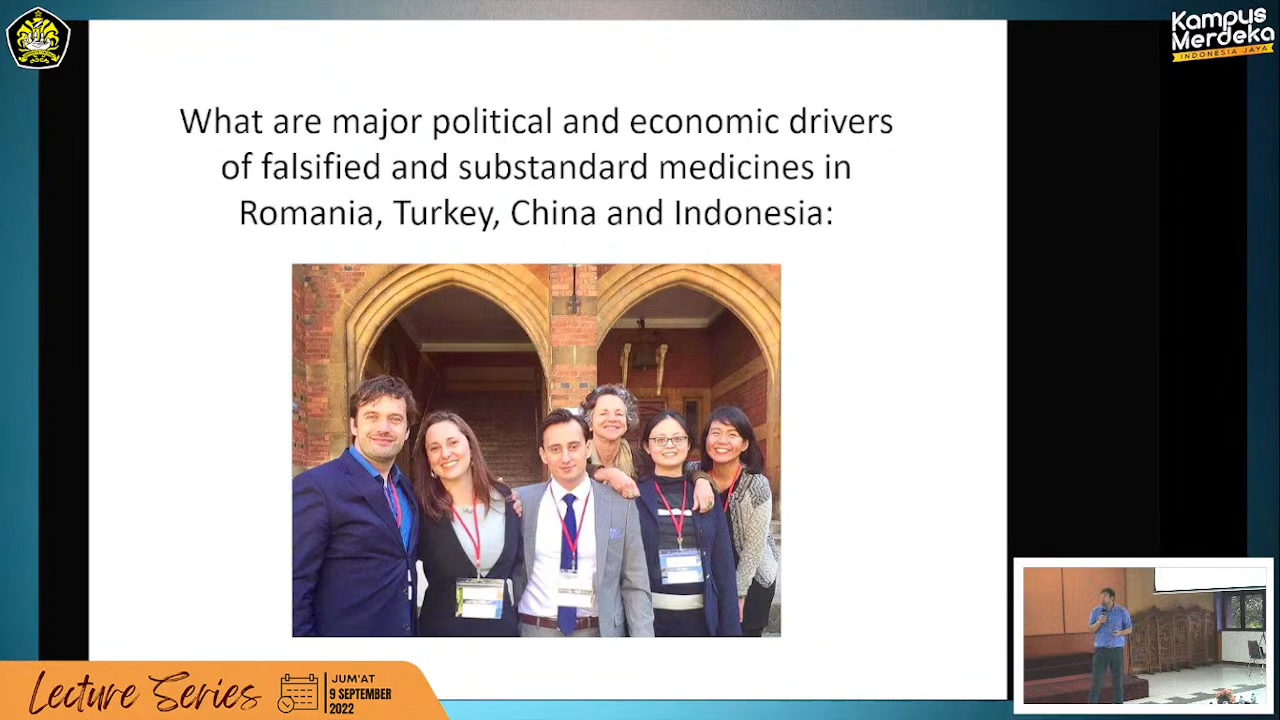 Kampus
Merdeka
INDONESIA JAYA
What are major political and economic drivers
of falsified and substandard medicines in
Romania, Turkey, China and Indonesia:
Lecture Series
JUM'AT
9 SEPTEMBER
2022